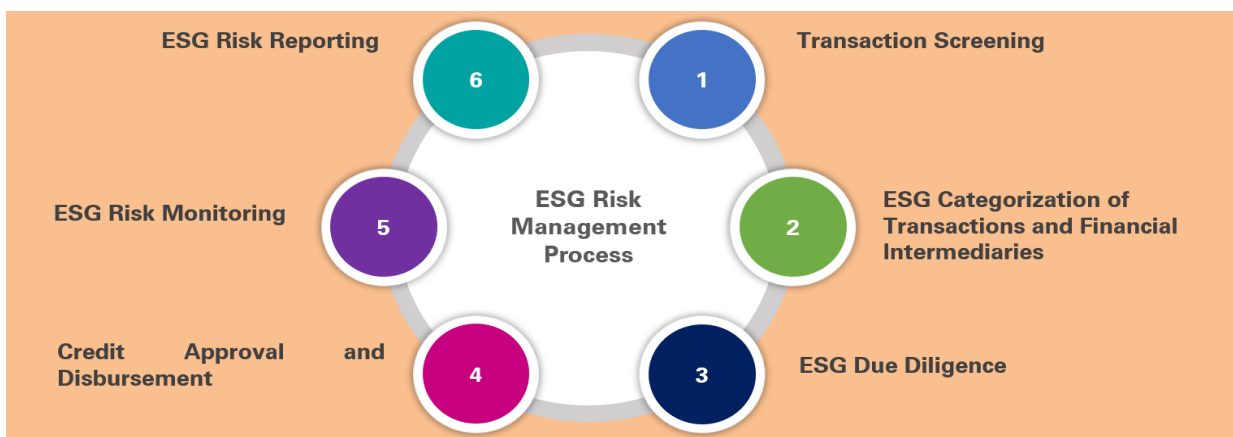 ESG Risk Reporting
6
1
Transaction Screening
ESG Risk Monitoring
5
ESG Risk
Management
Process
2
ESG Categorization of
Transactions and Financial
Intermediaries
Credit Approval and
Disbursement
4
3
ESG Due Diligence